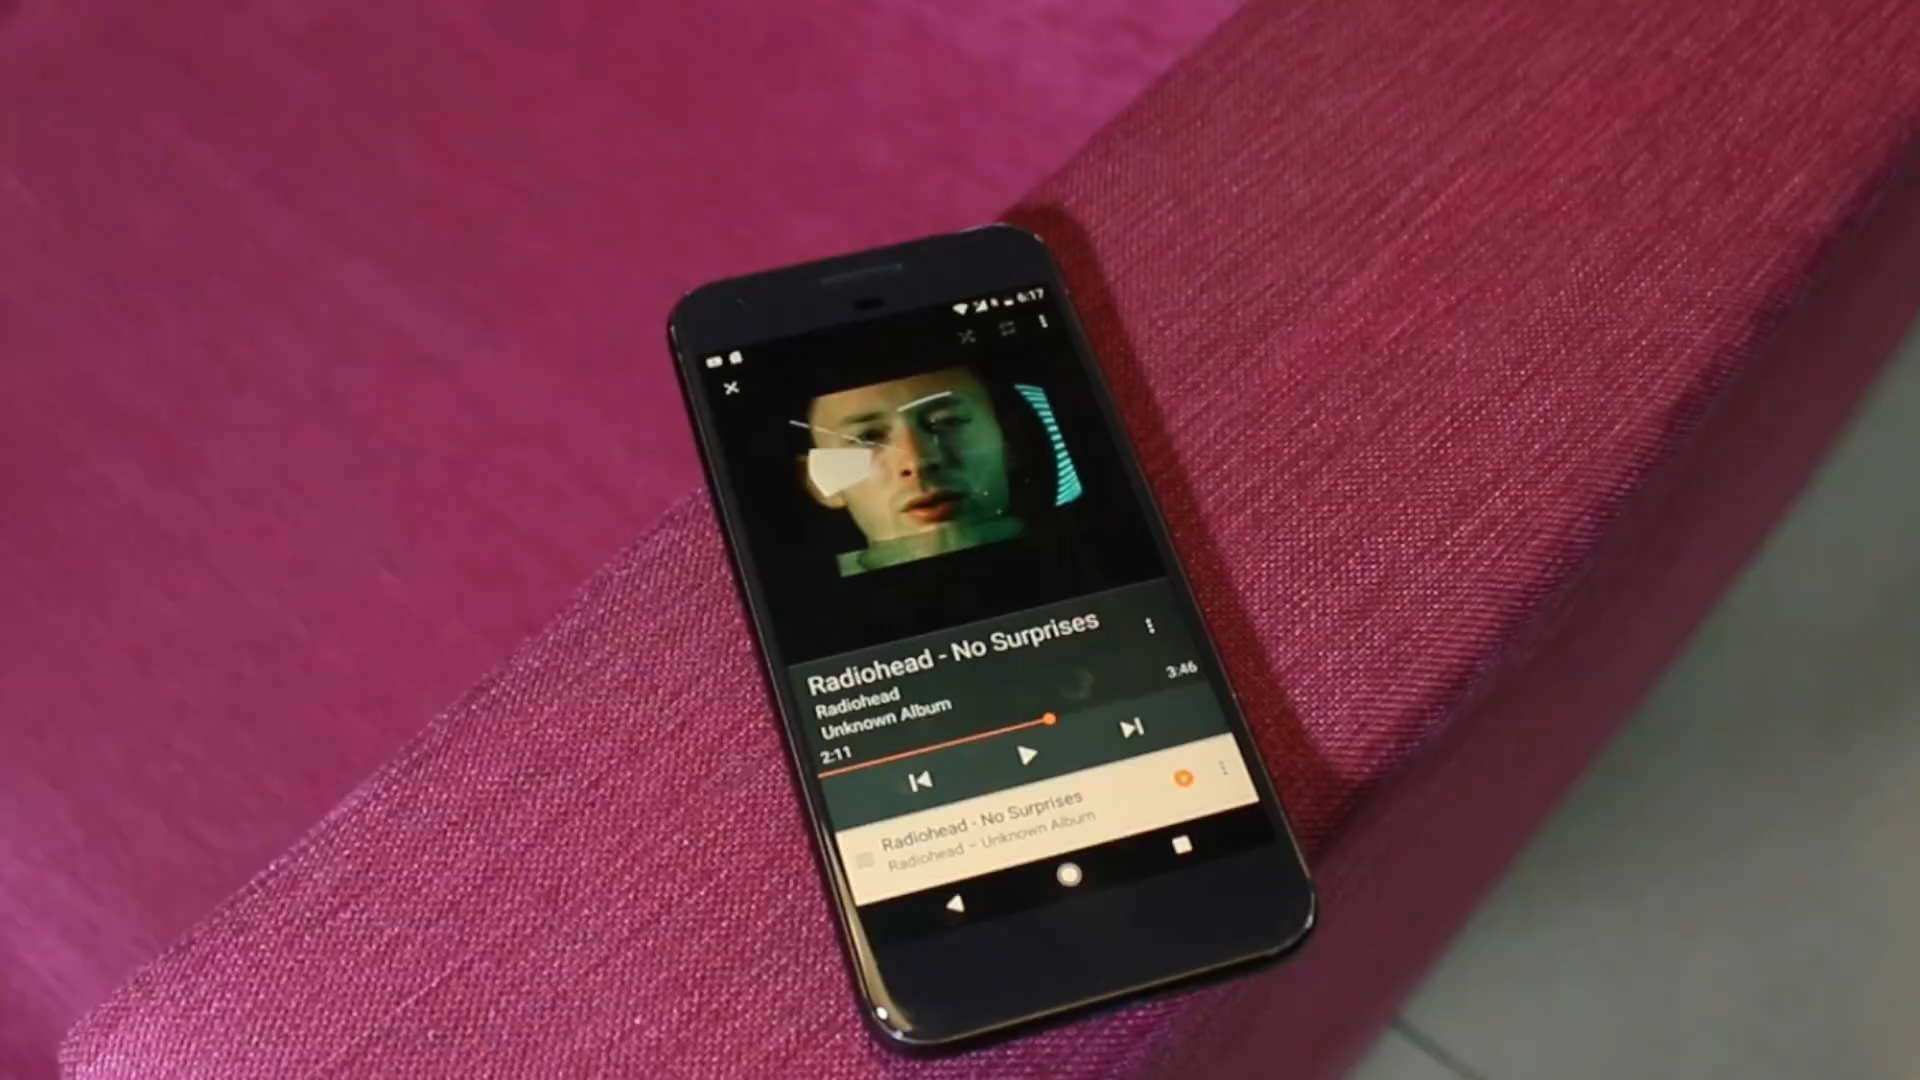 6:17
Radiohead - No Surprises
Radiohead
Unknown Album
2:11
3:46
Radiohead - No Surprises
Radiohead – Unknown Album